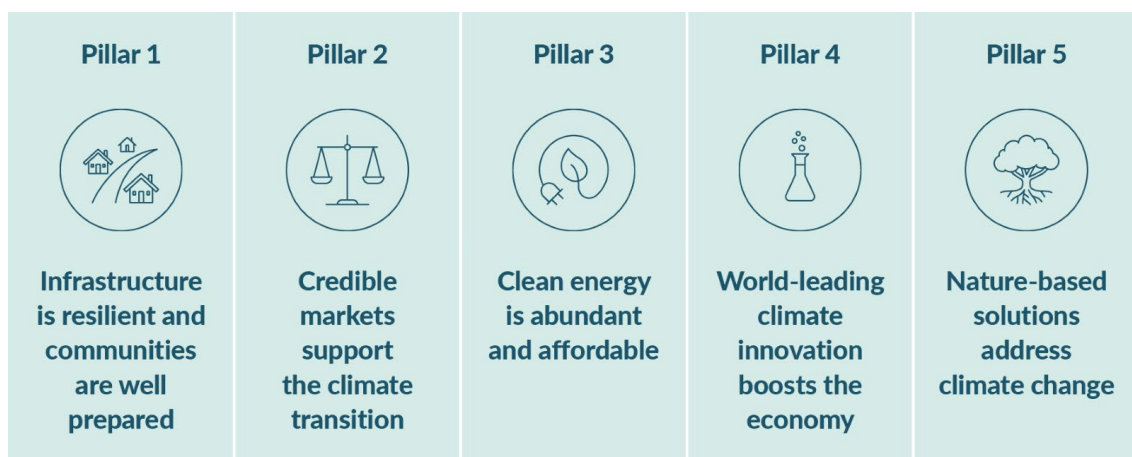 Pillar 1
Infrastructure
is resilient and
communities
are well
prepared
Pillar 2
Credible
markets
support
the climate
transition
Pillar 3
Clean energy
is abundant
and affordable
Pillar 4
World-leading
climate
innovation
boosts the
economy
Pillar 5
Nature-based
solutions
address
climate change